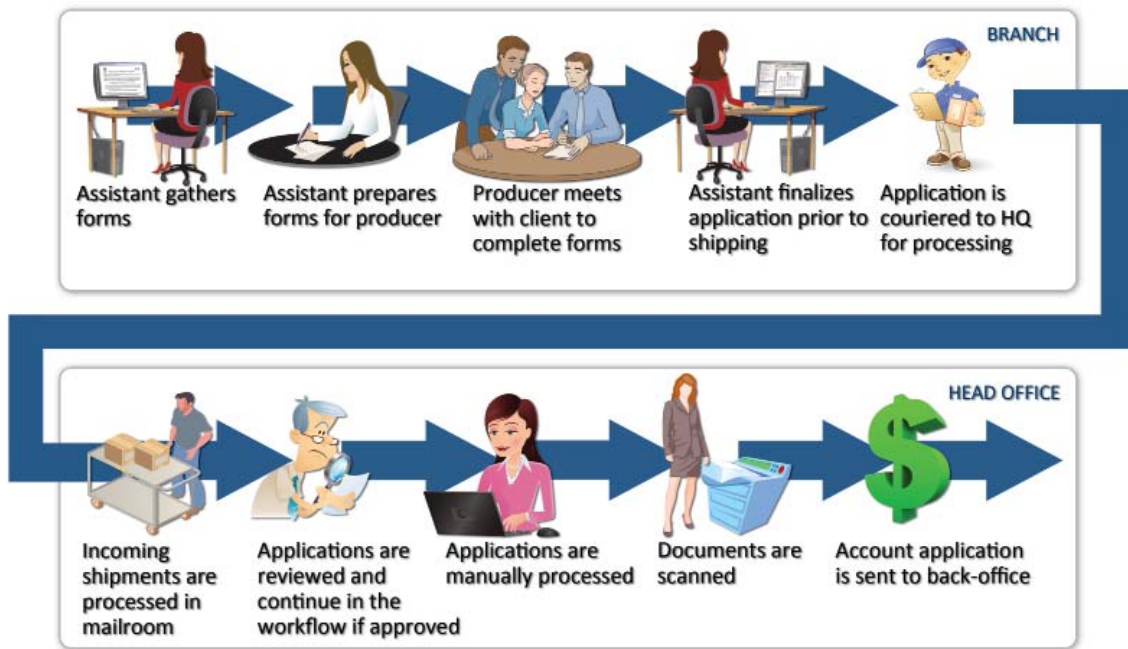 BRANCH
Assistant gathers
forms
Assistant prepares
forms for producer
Producer meets
with client to
complete forms
Assistant finalizes
application prior to
shipping
Application is
couriered to HQ
for processing
HEAD OFFICE
Incoming
shipments are
processed in
mailroom
Applications are
reviewed and
continue in the
workflow if approved
Applications are
manually processed
Documents are
scanned
Account application
is sent to back-office